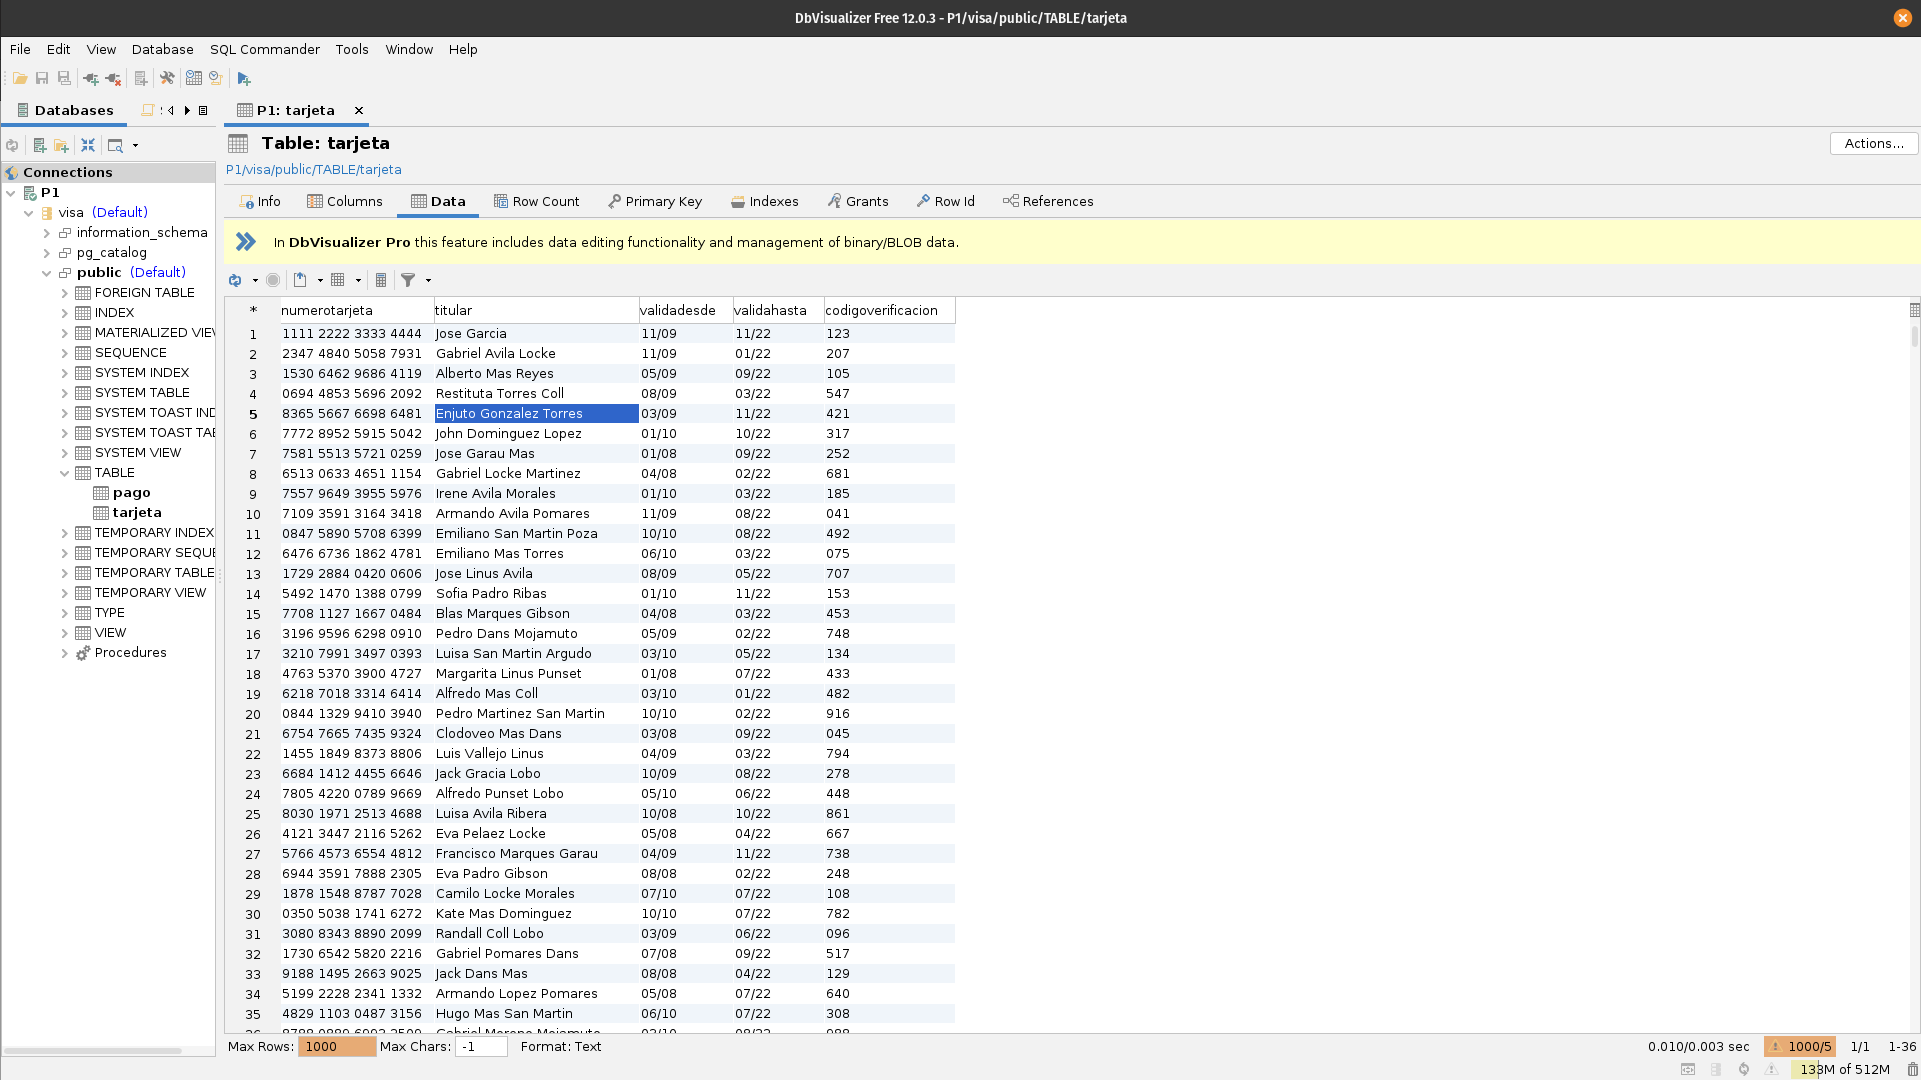 DbVisualizer Free 12.0.3 - P1/visa/public/TABLE/tarjeta
File Edit View Database SQL Commander Tools Window Help
Databases
P1: tarjeta
Table: tarjeta
Actions...
P1/visa/public/TABLE/tarjeta
Connections
P1
visa (Default)
information_schema
pg_catalog
public (Default)
FOREIGN TABLE
INDEX
MATERIALIZED VIEW
SEQUENCE
SYSTEM INDEX
SYSTEM TABLE
SYSTEM TOAST IND
SYSTEM TOAST TAB
SYSTEM VIEW
TABLE
pago
tarjeta
TEMPORARY INDEX
TEMPORARY SEQUE
TEMPORARY TABLE
TEMPORARY VIEW
TYPE
VIEW
Procedures
Info Columns Data Row Count Primary Key Indexes Grants Row Id References
In DbVisualizer Pro this feature includes data editing functionality and management of binary/BLOB data.
* numerotarjeta titular validadesde validahasta codigoverificacion
1 1111 2222 3333 4444 Jose Garcia 11/09 11/22 123
2 2347 4840 5058 7931 Gabriel Avila Locke 11/09 01/22 207
3 1530 6462 9686 4119 Alberto Mas Reyes 05/09 09/22 105
4 0694 4853 5696 2092 Restituta Torres Coll 08/09 03/22 547
5 8365 5667 6698 6481 Enjuto Gonzalez Torres 03/09 11/22 421
6 7772 8952 5915 5042 John Dominguez Lopez 01/10 10/22 317
7 7581 5513 5721 0259 Jose Garau Mas 01/08 09/22 252
8 6513 0633 4651 1154 Gabriel Locke Martinez 04/08 02/22 681
9 7557 9649 3955 5976 Irene Avila Morales 01/10 03/22 185
10 7109 3591 3164 3418 Armando Avila Pomares 11/09 08/22 041
11 0847 5890 5708 6399 Emiliano San Martin Poza 10/10 08/22 492
12 6476 6736 1862 4781 Emiliano Mas Torres 06/10 03/22 075
13 1729 2884 0420 0606 Jose Linus Avila 08/09 05/22 707
14 5492 1470 1388 0799 Sofia Padro Ribas 01/10 11/22 153
15 7708 1127 1667 0484 Blas Marques Gibson 04/08 03/22 453
16 3196 9596 6298 0910 Pedro Dans Mojamuto 05/09 02/22 748
17 3210 7991 3497 0393 Luisa San Martin Argudo 03/10 05/22 134
18 4763 5370 3900 4727 Margarita Linus Punset 01/08 07/22 433
19 6218 7018 3314 6414 Alfredo Mas Coll 03/10 01/22 482
20 0844 1329 9410 3940 Pedro Martinez San Martin 10/10 02/22 916
21 6754 7665 7435 9324 Clodoveo Mas Dans 03/08 09/22 045
22 1455 1849 8373 8806 Luis Vallejo Linus 04/09 03/22 794
23 6684 1412 4455 6646 Jack Gracia Lobo 10/09 08/22 278
24 7805 4220 0789 9669 Alfredo Punset Lobo 05/10 06/22 448
25 8030 1971 2513 4688 Luisa Avila Ribera 10/08 10/22 861
26 4121 3447 2116 5262 Eva Pelaez Locke 05/08 04/22 667
27 5766 4573 6554 4812 Francisco Marques Garau 04/09 11/22 738
28 6944 3591 7888 2305 Eva Padro Gibson 08/08 02/22 248
29 1878 1548 8787 7028 Camilo Locke Morales 07/10 07/22 108
30 0350 5038 1741 6272 Kate Mas Dominguez 10/10 07/22 782
31 3080 8343 8890 2099 Randall Coll Lobo 03/09 06/22 096
32 1730 6542 5820 2216 Gabriel Pomares Dans 07/08 09/22 517
33 9188 1495 2663 9025 Jack Dans Mas 08/08 04/22 129
34 5199 2228 2341 1332 Armando Lopez Pomares 05/08 07/22 640
35 4829 1103 0487 3156 Hugo Mas San Martin 06/10 07/22 308
Max Rows: 1000 Max Chars: -1 Format: Text
0.010/0.003 sec 1000/5 1/1 1-36
133M of 512M